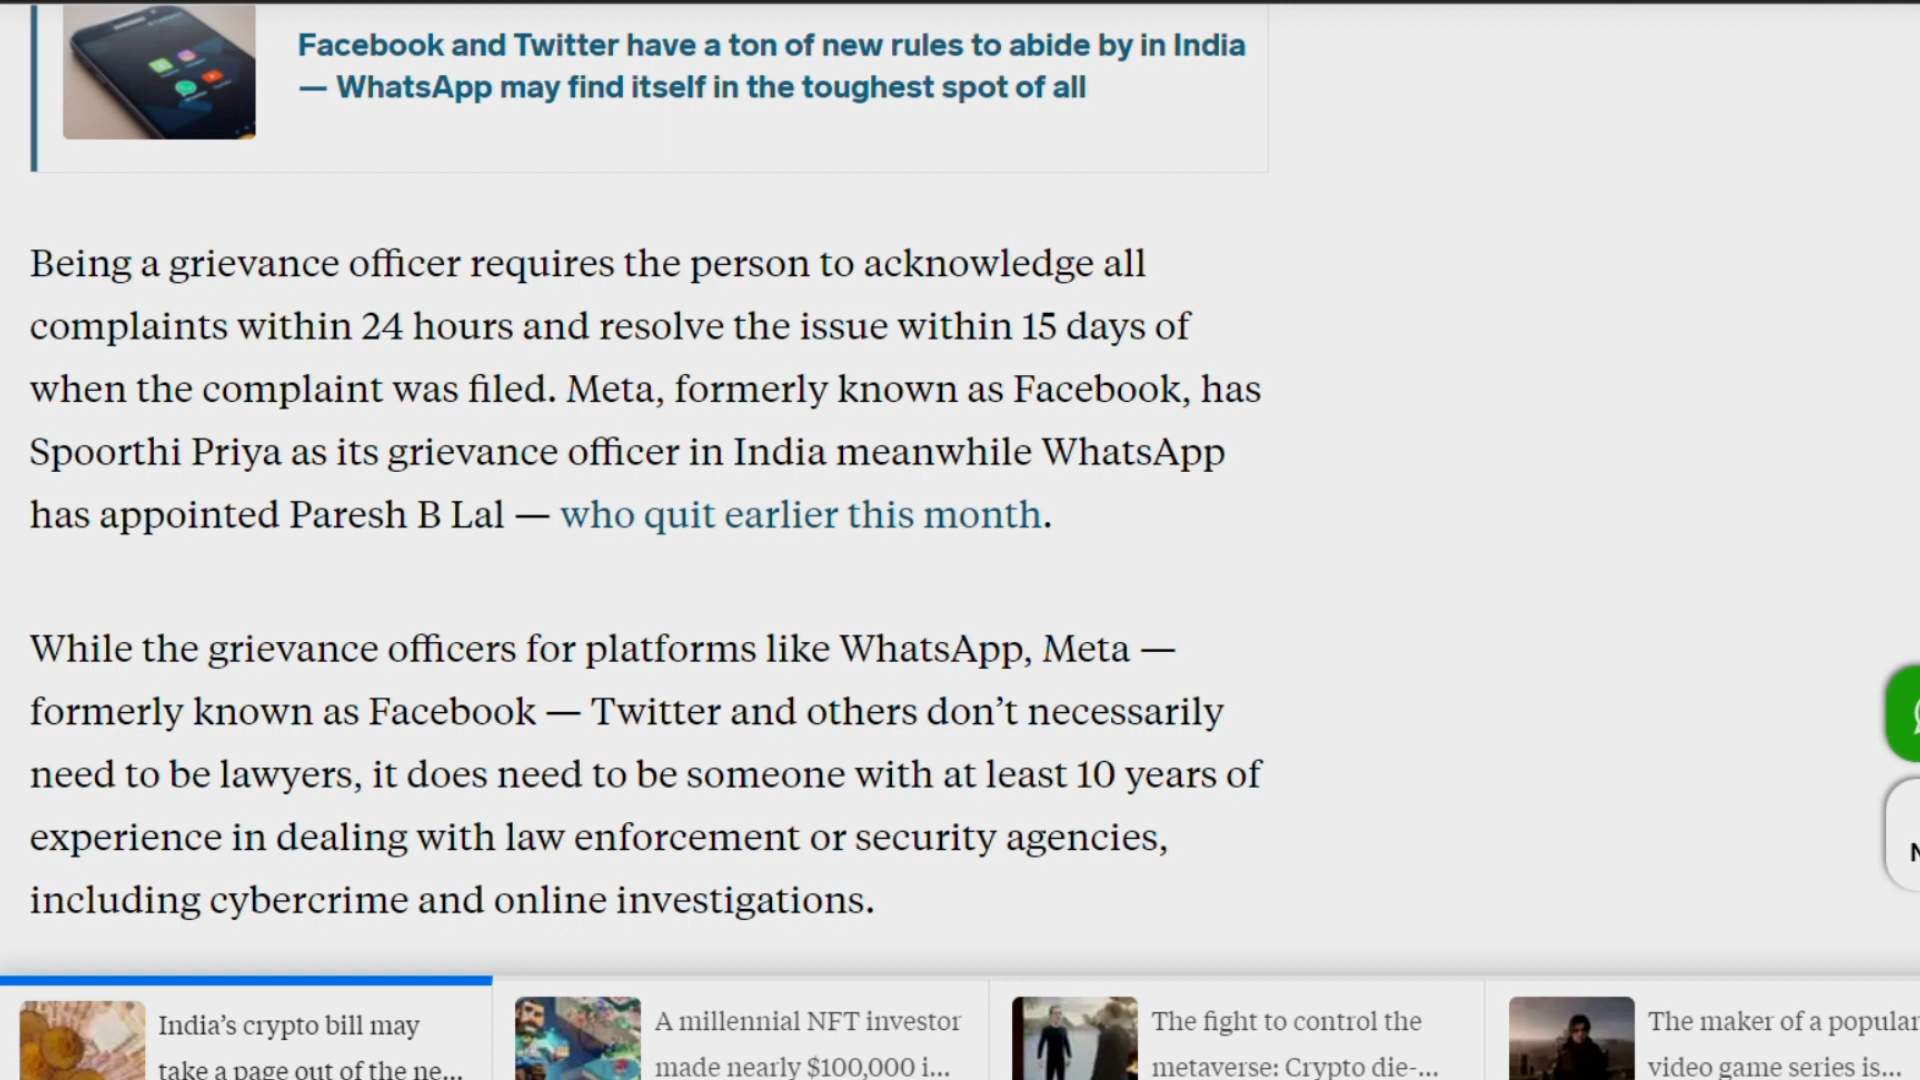 Facebook and Twitter have a ton of new rules to abide by in India
— WhatsApp may find itself in the toughest spot of all
Being a grievance officer requires the person to acknowledge all
complaints within 24 hours and resolve the issue within 15 days of
when the complaint was filed. Meta, formerly known as Facebook, has
Spoorthi Priya as its grievance officer in India meanwhile WhatsApp
has appointed Paresh B Lal — who quit earlier this month.
While the grievance officers for platforms like WhatsApp, Meta —
formerly known as Facebook — Twitter and others don’t necessarily
need to be lawyers, it does need to be someone with at least 10 years of
experience in dealing with law enforcement or security agencies,
including cybercrime and online investigations.
N
India’s crypto bill may
take a page out of the ne...
A millennial NFT investor
made nearly $100,000 i...
The fight to control the
metaverse: Crypto die-...
The maker of a popular
video game series is...